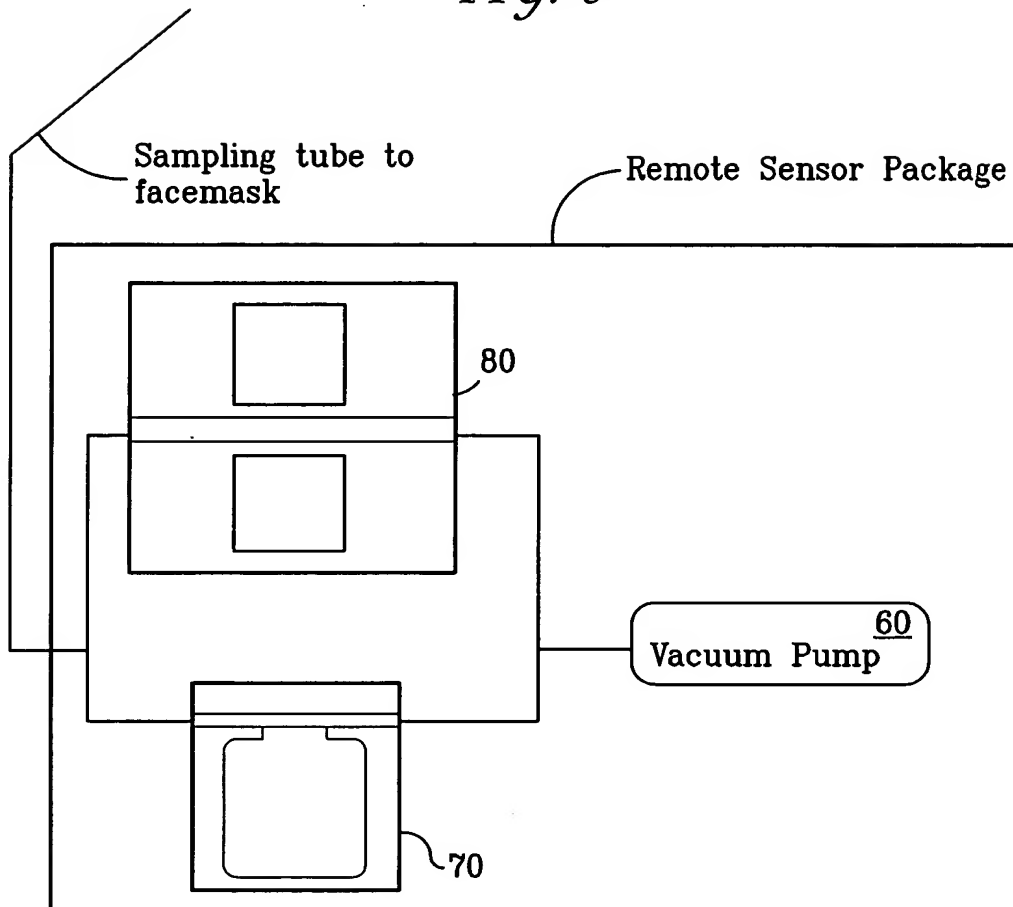 Sampling tube to
facemask
Remote Sensor Package
80
60
Vacuum Pump
70